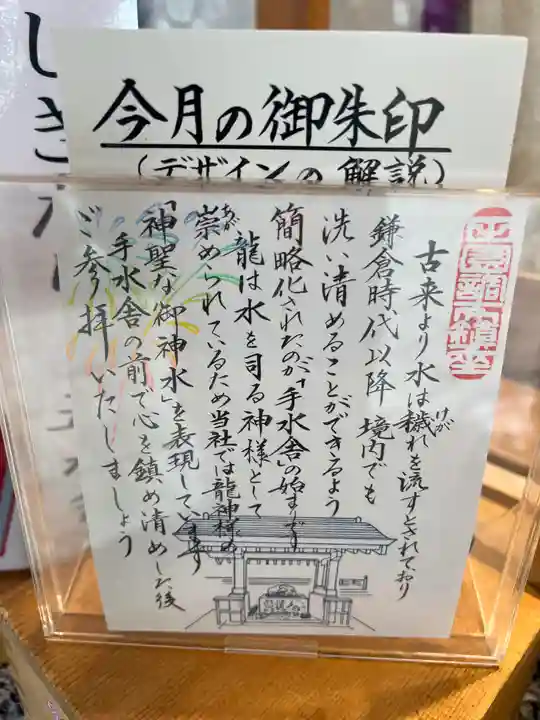 今月の御朱印
(デザインの解説)
古来より水は穢れを流すとされており
けが
鎌倉時代以降 境内でも
洗い清めることができるよう
簡略化されたのが「手水舎」の始まりです
龍は水を司る神様として
崇められているため当社では龍神様の
あが
「神聖な御神水」を表現しています
手水舎の前で心を鎮め清めした後
ご参拝いたしましょう